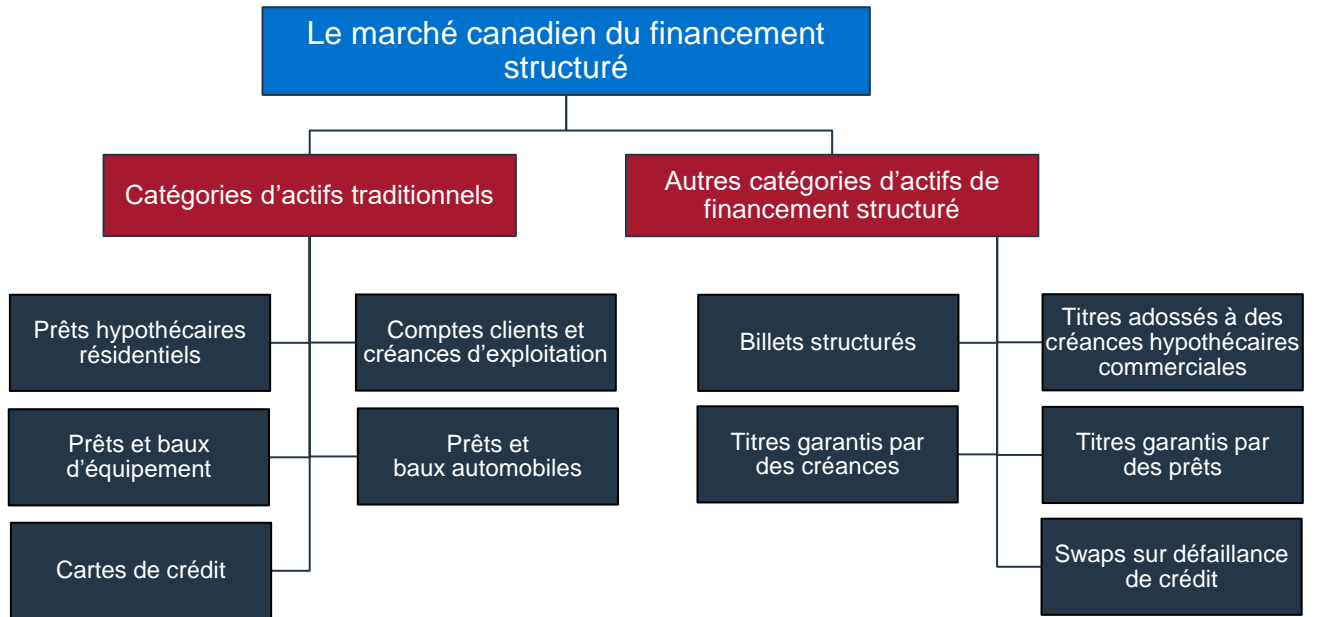 Le marché canadien du financement
structuré
Catégories d'actifs traditionnels
Autres catégories d'actifs de
financement structuré
Prêts hypothécaires
résidentiels
Comptes clients et
créances d'exploitation
Billets structurés
Titres adossés à des
créances hypothécaires
commerciales
Prêts et baux
d'équipement
Prêts et
baux automobiles
Titres garantis par
des créances
Titres garantis par
des prêts
Cartes de crédit
Swaps sur défaillance
de crédit